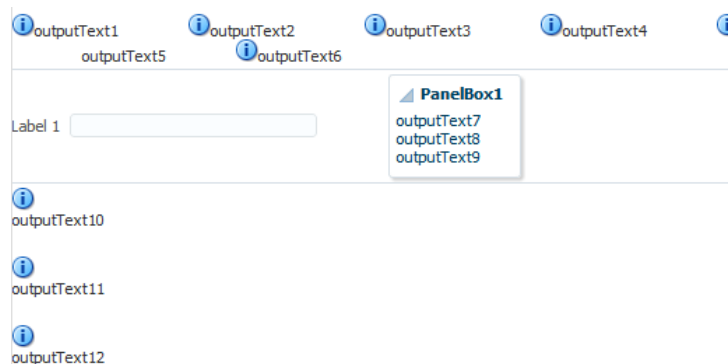 outputText1 outputText2 outputText3 outputText4
outputText5 outputText6
PanelBox1
Label 1
outputText7
outputText8
outputText9
outputText10
outputText11
outputText12